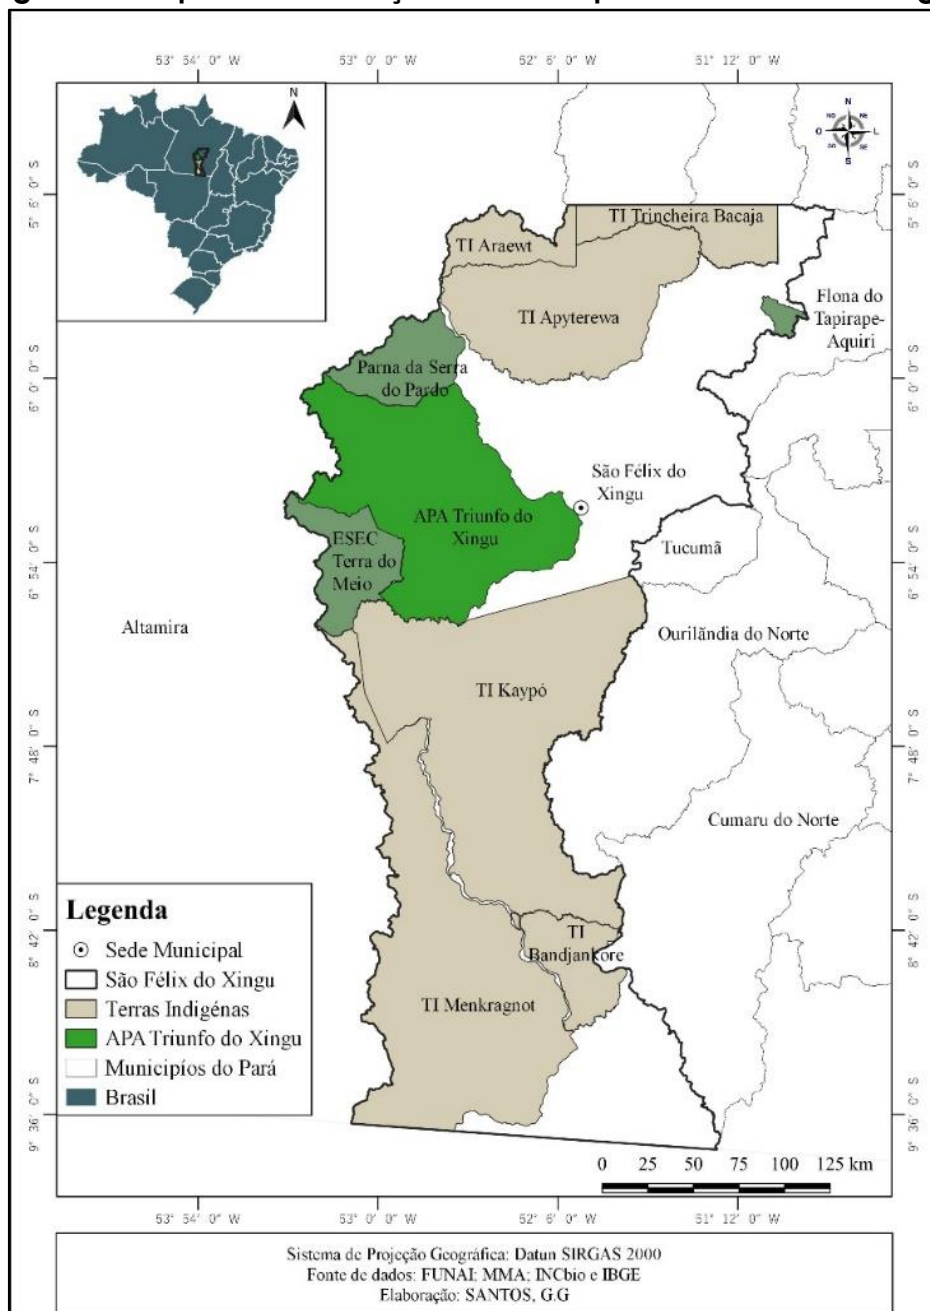 53° 54' 0" W
53° 0' 0" W
52° 6' 0" W
51° 12' 0" W
N
N
NO
NE
O
L
SO
SE
S
5° 6' 0" S
5° 6' 0" S
TI Trincheira Bacaja
TI Araewt
TI Apyterewa
Flona do
Tapirape-
Aquiri
6° 0' 0" S
6° 0' 0" S
Parna da Serra
do Pardo
São Félix do
Xingu
APA Triunfo do
Xingu
ESEC
Terra do
Meio
Tucumã
6° 54' 0" S
6° 54' 0" S
Altamira
Ourilãndia do Norte
TI Kaypó
7° 48' 0" S
7° 48' 0" S
Cumaru do Norte
8° 42' 0" S
8° 42' 0" S
TI
Bandjankore
TI Menkragnot
Legenda
Sede Municipal
São Félix do Xingu
Terras Indigénas
APA Triunfo do Xingu
Municipíos do Pará
Brasil
9° 36' 0" S
9° 36' 0" S
0 25 50 75 100 125 km
53° 54' 0" W
53° 0' 0" W
52° 6' 0" W
51° 12' 0" W
Sistema de Projeção Geográfica: Datun SIRGAS 2000
Fonte de dados: FUNAI; MMA; INCbio e IBGE
Elaboração: SANTOS, G.G